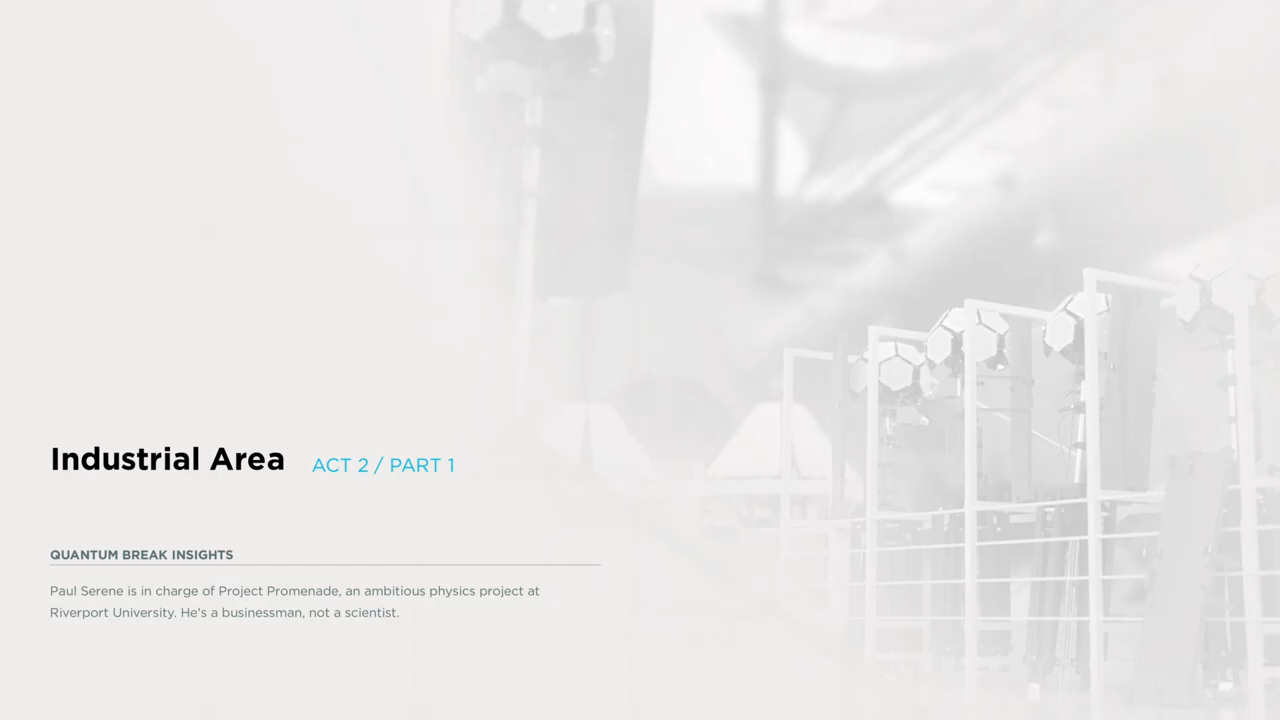 Industrial Area ACT 2 / PART 1
QUANTUM BREAK INSIGHTS
Paul Serene is in charge of Project Promenade, an ambitious physics project at
Riverport University. He's a businessman, not a scientist.